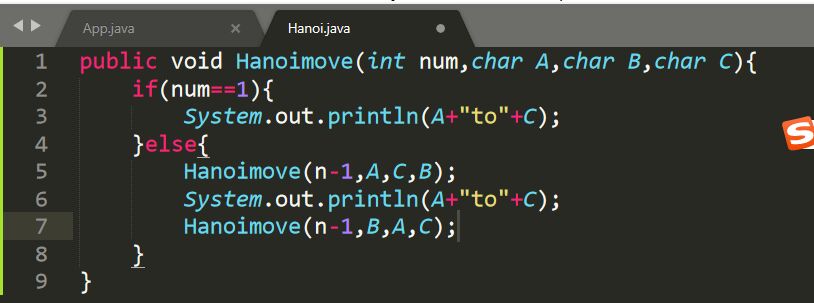 App.java × Hanoi.java
1 public void Hanoimove(int num,char A,char B,char C){
2 if(num==1){
3 System.out.println(A+"to"+C);
4 }else{
5 Hanoimove(n-1,A,C,B);
6 System.out.println(A+"to"+C);
7 Hanoimove(n-1,B,A,C);
8 }
9 }
S